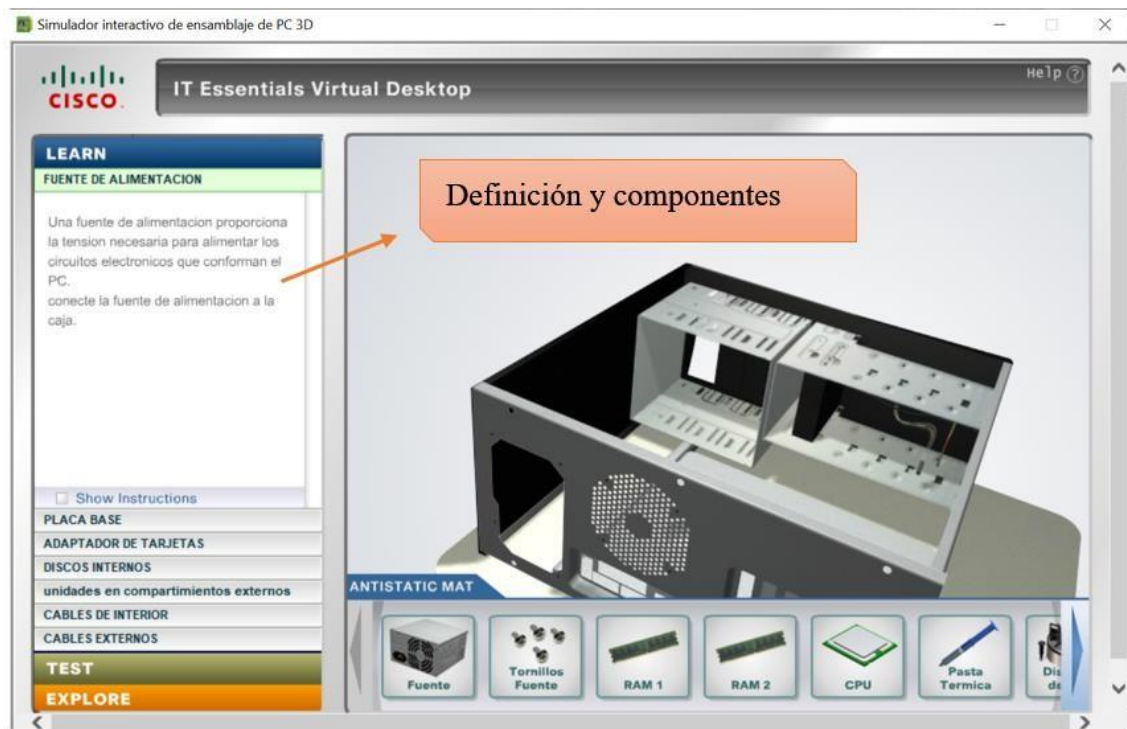 Simulador interactivo de ensamblaje de PC 3D
CISCO
IT Essentials Virtual Desktop
Help ?
LEARN
FUENTE DE ALIMENTACION
Una fuente de alimentacion proporciona
la tension necesaria para alimentar los
circuitos electronicos que conforman el
PC.
conecte la fuente de alimentacion a la
caja.
Show Instructions
PLACA BASE
ADAPTADOR DE TARJETAS
DISCOS INTERNOS
unidades en compartimientos externos
CABLES DE INTERIOR
CABLES EXTERNOS
TEST
EXPLORE
Definición y componentes
ANTISTATIC MAT
Fuente
Tornillos
Fuente
RAM 1
RAM 2
CPU
Pasta
Termica